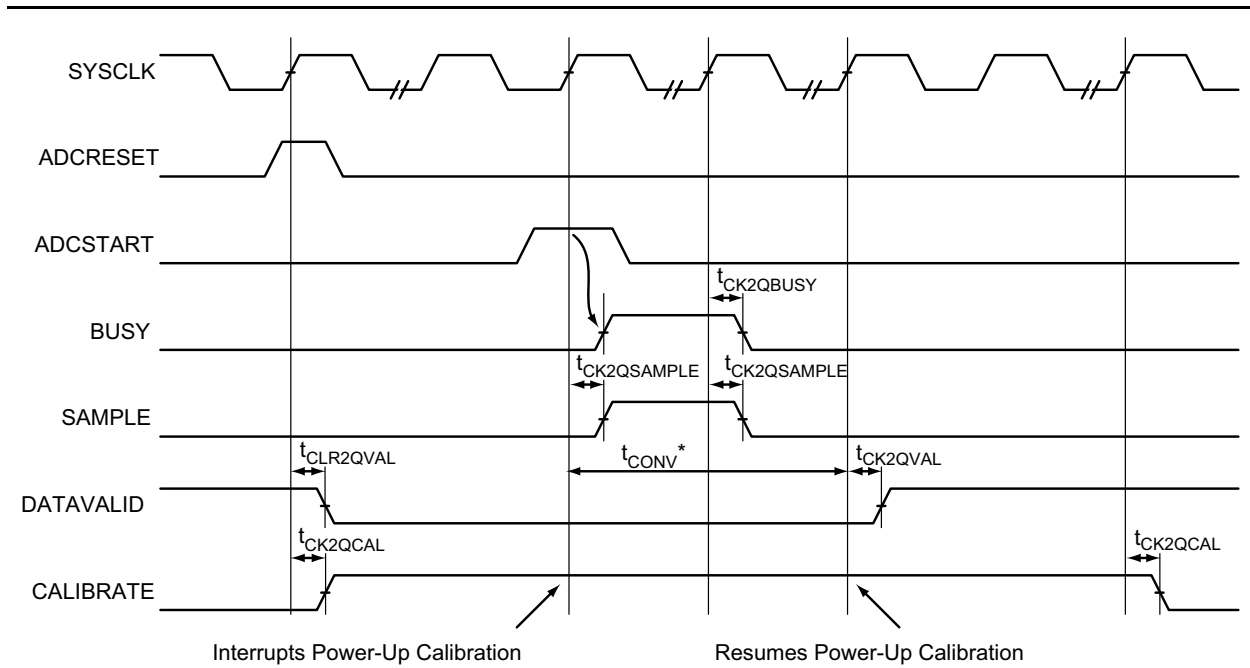 SYSCLK
ADCRESET
ADCSTART
tCK2QBUSY
BUSY
tCK2QSAMPLE tCK2QSAMPLE
SAMPLE
tCLR2QVAL tCONV* tCK2QVAL
DATAVALID
tCK2QCAL tCK2QCAL
CALIBRATE
Interrupts Power-Up Calibration Resumes Power-Up Calibration